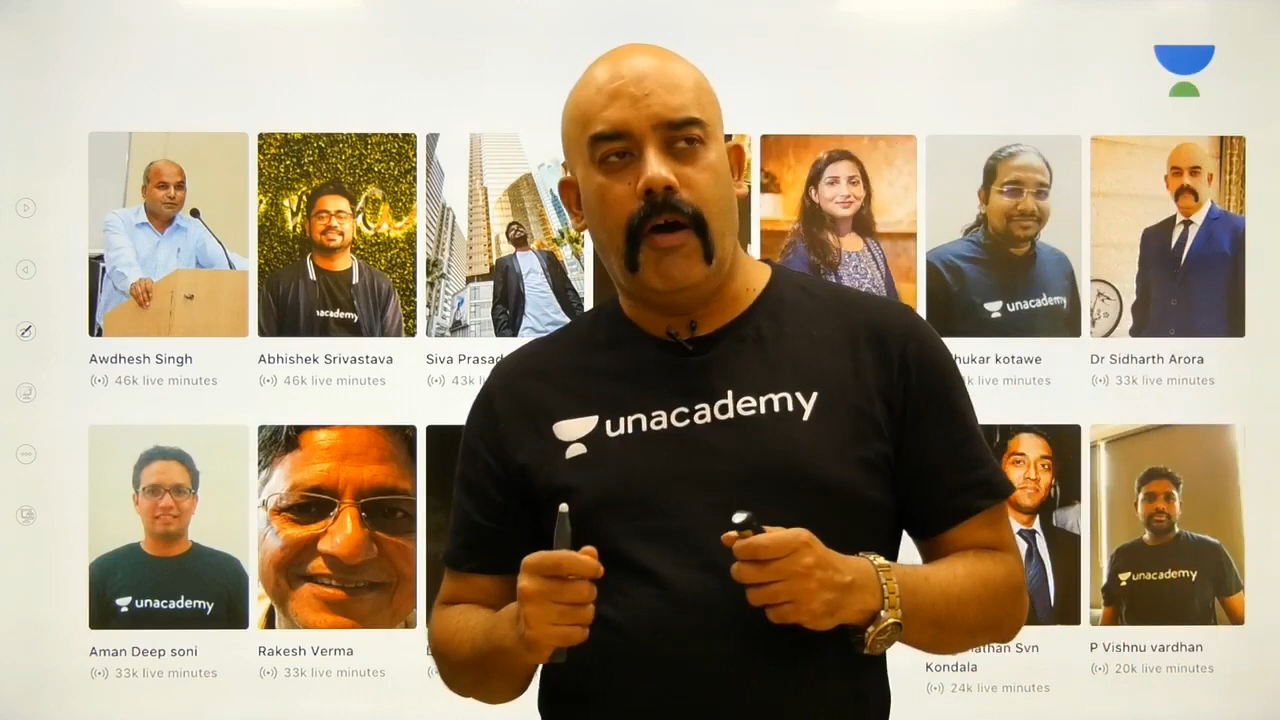 Awdhesh Singh
46k live minutes
Abhishek Srivastava
46k live minutes
Siva Prasad
43k
hukar kotawe
k live minutes
Dr Sidharth Arora
33k live minutes
unacademy
unacademy
unacademy
Aman Deep soni
33k live minutes
Rakesh Verma
33k live minutes
Svn
Kondala
24k live minutes
P Vishnu vardhan
20k live minutes
unacademy
unacademy